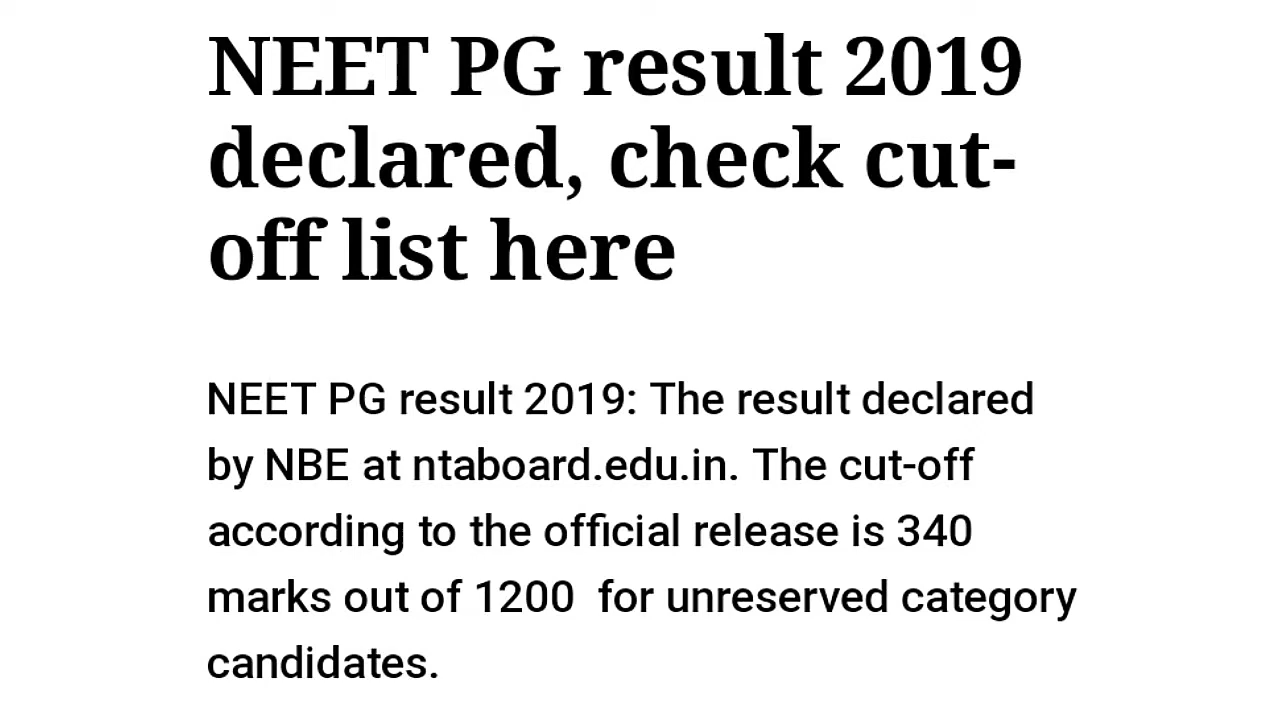 NEET PG result 2019
declared, check cut-
off list here
NEET PG result 2019: The result declared
by NBE at ntaboard.edu.in. The cut-off
according to the official release is 340
marks out of 1200  for unreserved category
candidates.